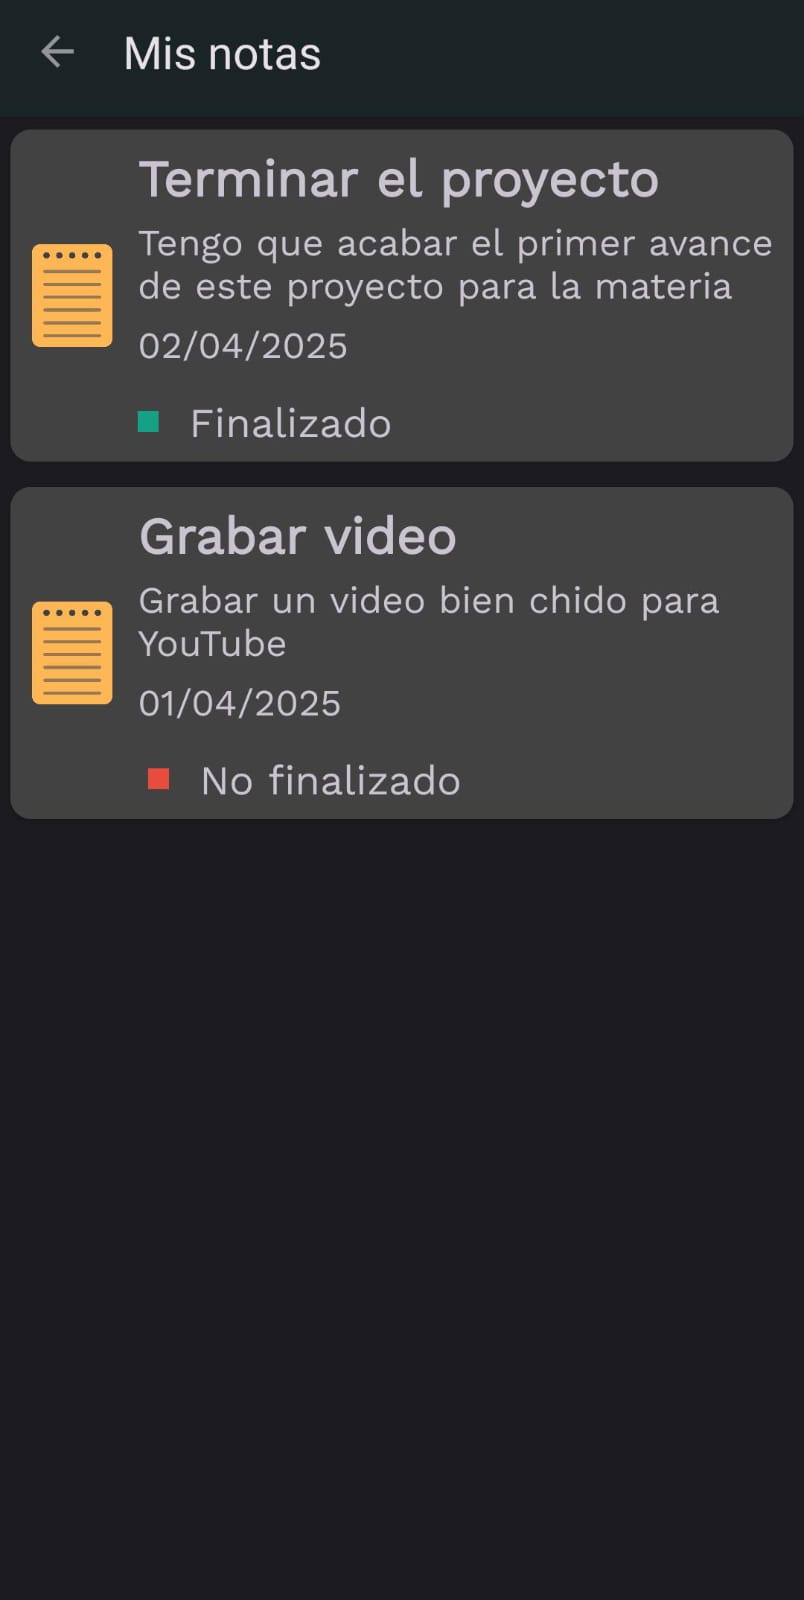 Mis notas
Terminar el proyecto
Tengo que acabar el primer avance
de este proyecto para la materia
02/04/2025
Finalizado
Grabar video
Grabar un video bien chido para
YouTube
01/04/2025
No finalizado